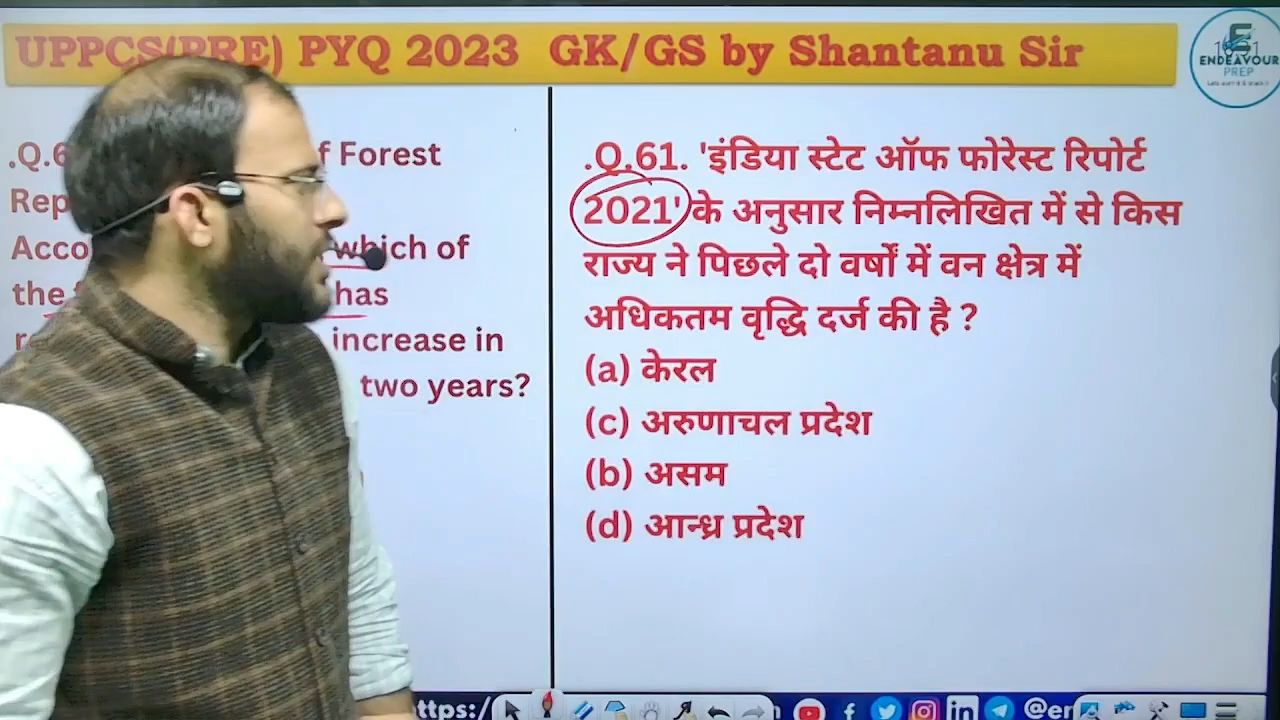 UPPCS(PRE) PYQ 2023 GK/GS by Shantanu Sir
ENDEAVOUR
PREP
.Q.6
f Forest
Rep
Acco which of
the has
increase in
two years?
.Q.61. 'इंडिया स्टेट ऑफ फोरेस्ट रिपोर्ट
2021' के अनुसार निम्नलिखित में से किस
राज्य ने पिछले दो वर्षों में वन क्षेत्र में
अधिकतम वृद्धि दर्ज की है ?
(a) केरल
(c) अरुणाचल प्रदेश
(b) असम
(d) आन्ध्र प्रदेश
ttps:/
@er